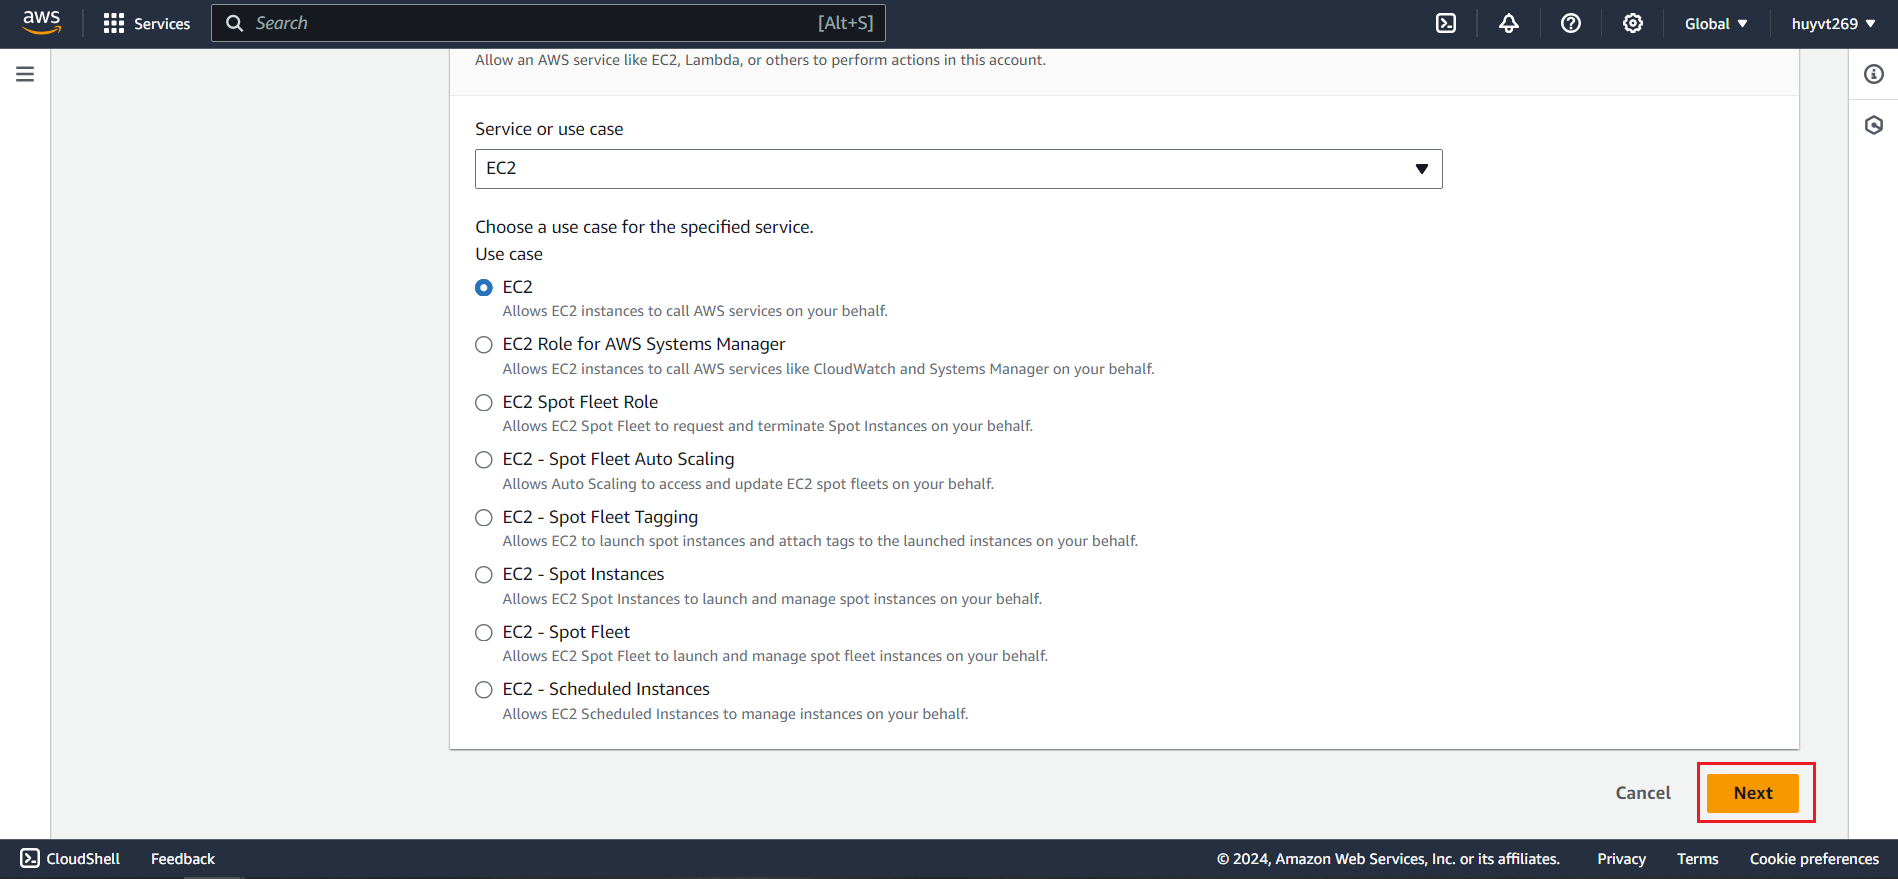 aws Services Search [Alt+S] Global huyvt269
Allow an AWS service like EC2, Lambda, or others to perform actions in this account.
Service or use case
EC2
Choose a use case for the specified service.
Use case
EC2
Allows EC2 instances to call AWS services on your behalf.
EC2 Role for AWS Systems Manager
Allows EC2 instances to call AWS services like CloudWatch and Systems Manager on your behalf.
EC2 Spot Fleet Role
Allows EC2 Spot Fleet to request and terminate Spot Instances on your behalf.
EC2 - Spot Fleet Auto Scaling
Allows Auto Scaling to access and update EC2 spot fleets on your behalf.
EC2 - Spot Fleet Tagging
Allows EC2 to launch spot instances and attach tags to the launched instances on your behalf.
EC2 - Spot Instances
Allows EC2 Spot Instances to launch and manage spot instances on your behalf.
EC2 - Spot Fleet
Allows EC2 Spot Fleet to launch and manage spot fleet instances on your behalf.
EC2 - Scheduled Instances
Allows EC2 Scheduled Instances to manage instances on your behalf.
Cancel Next
CloudShell Feedback © 2024, Amazon Web Services, Inc. or its affiliates. Privacy Terms Cookie preferences